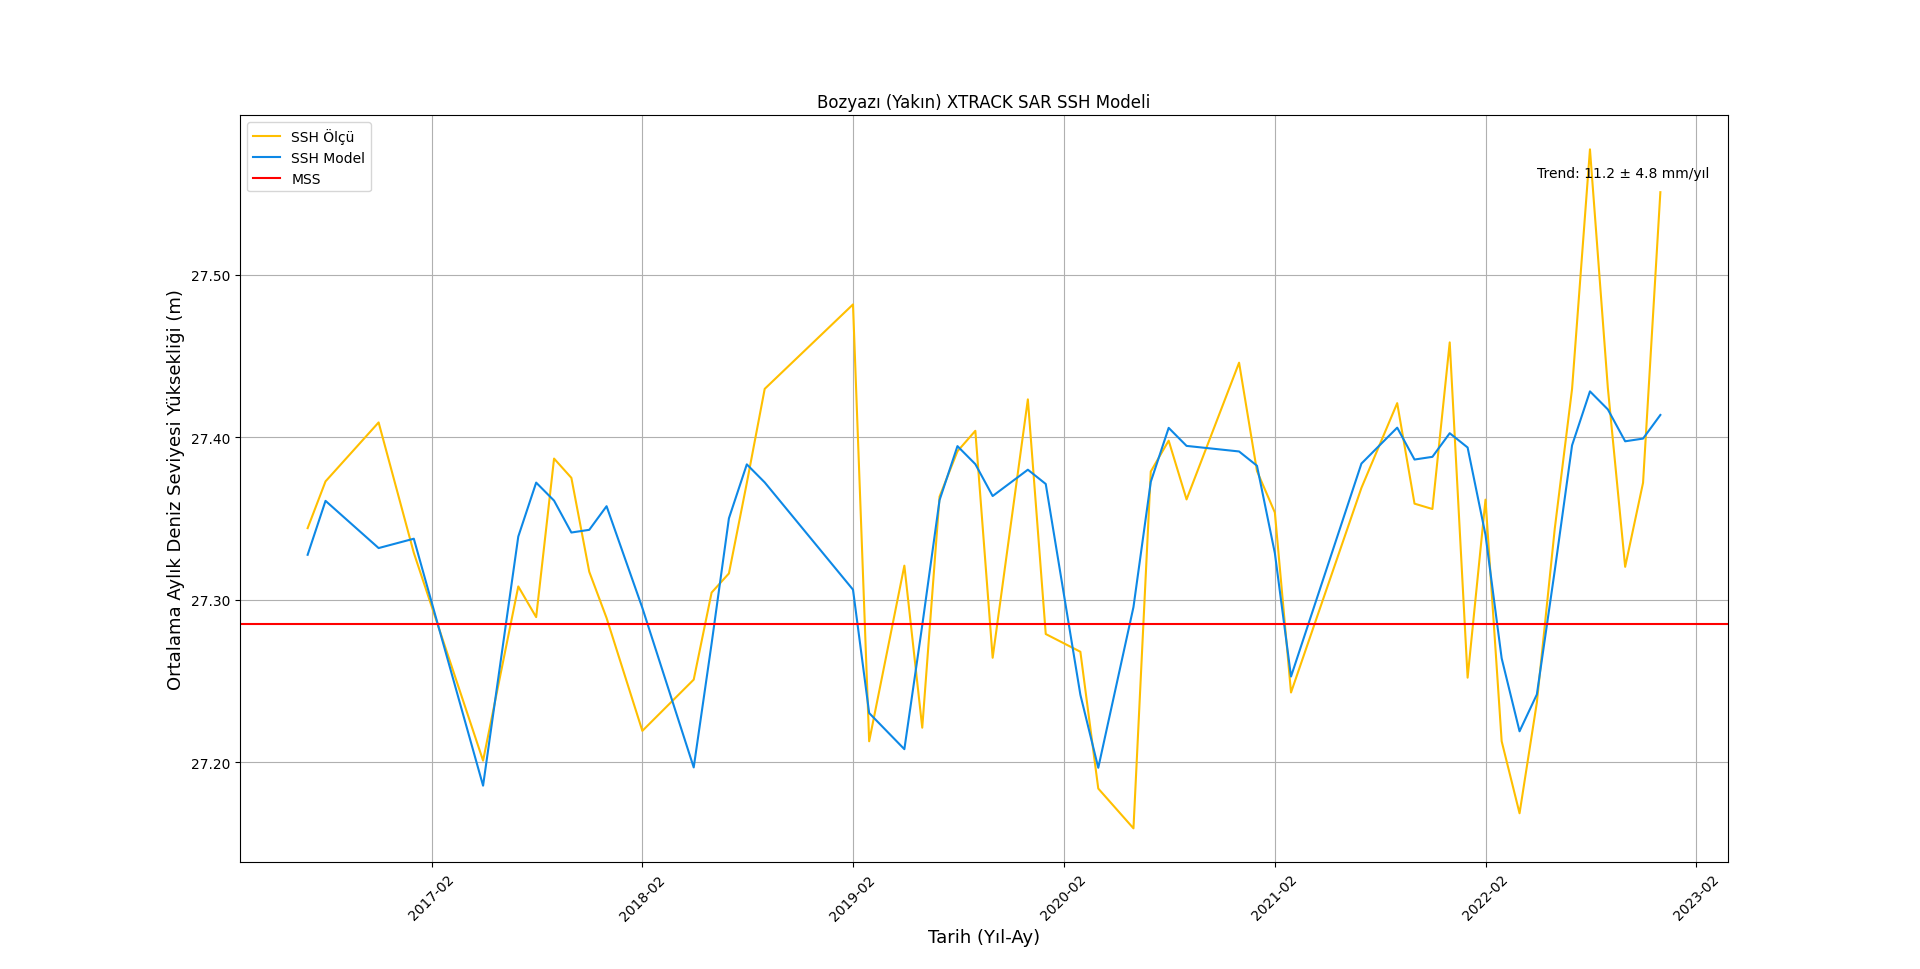 Bozyazı (Yakın) XTRACK SAR SSH Modeli
SSH Ölçü
SSH Model
MSS
Trend: 11.2 ± 4.8 mm/yıl
Ortalama Aylık Deniz Seviyesi Yüksekliği (m)
27.50
27.40
27.30
27.20
2017-02
2018-02
2019-02
2020-02
2021-02
2022-02
2023-02
Tarih (Yıl-Ay)